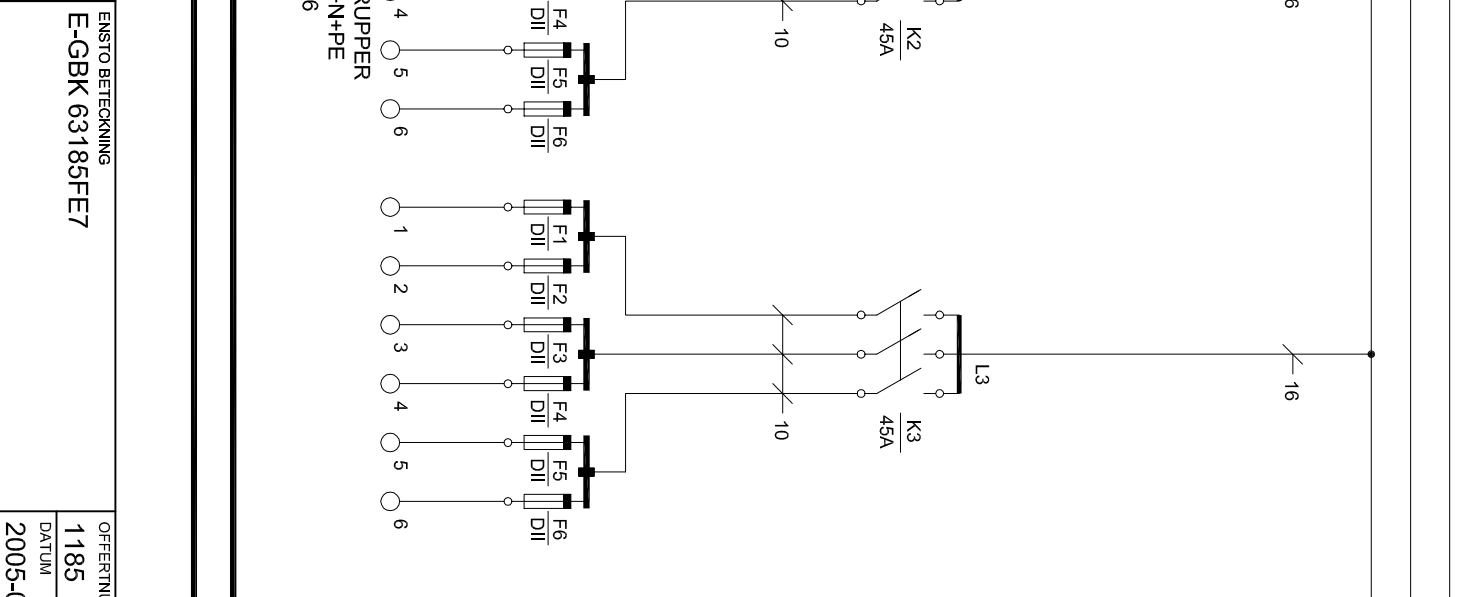 6
16
L3
K2
45A
K3
45A
10
10
F4
DII
F5
DII
F6
DII
F1
DII
F2
DII
F3
DII
F4
DII
F5
DII
F6
DII
4
5
6
1
2
3
4
5
6
RUPPER
-N+PE
6
ENSTO BETECKNING
E-GBK 63185FE7
OFFERTNU
1185
DATUM
2005-0